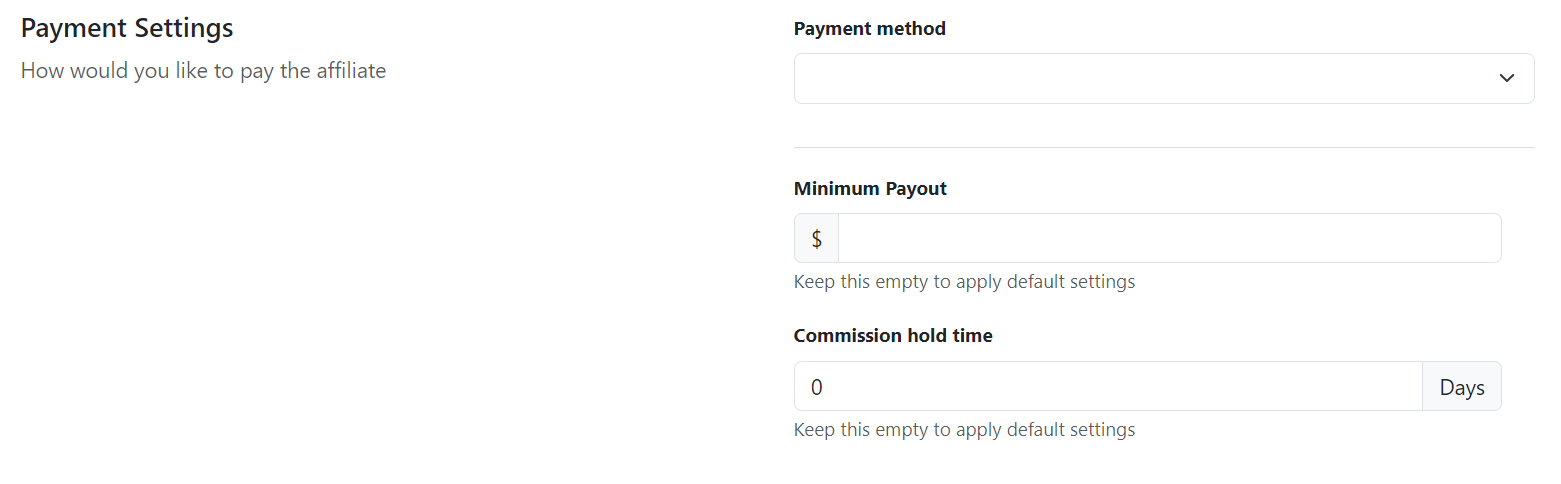 Payment Settings
How would you like to pay the affiliate
Payment method
Minimum Payout
$
Keep this empty to apply default settings
Commission hold time
0 Days
Keep this empty to apply default settings